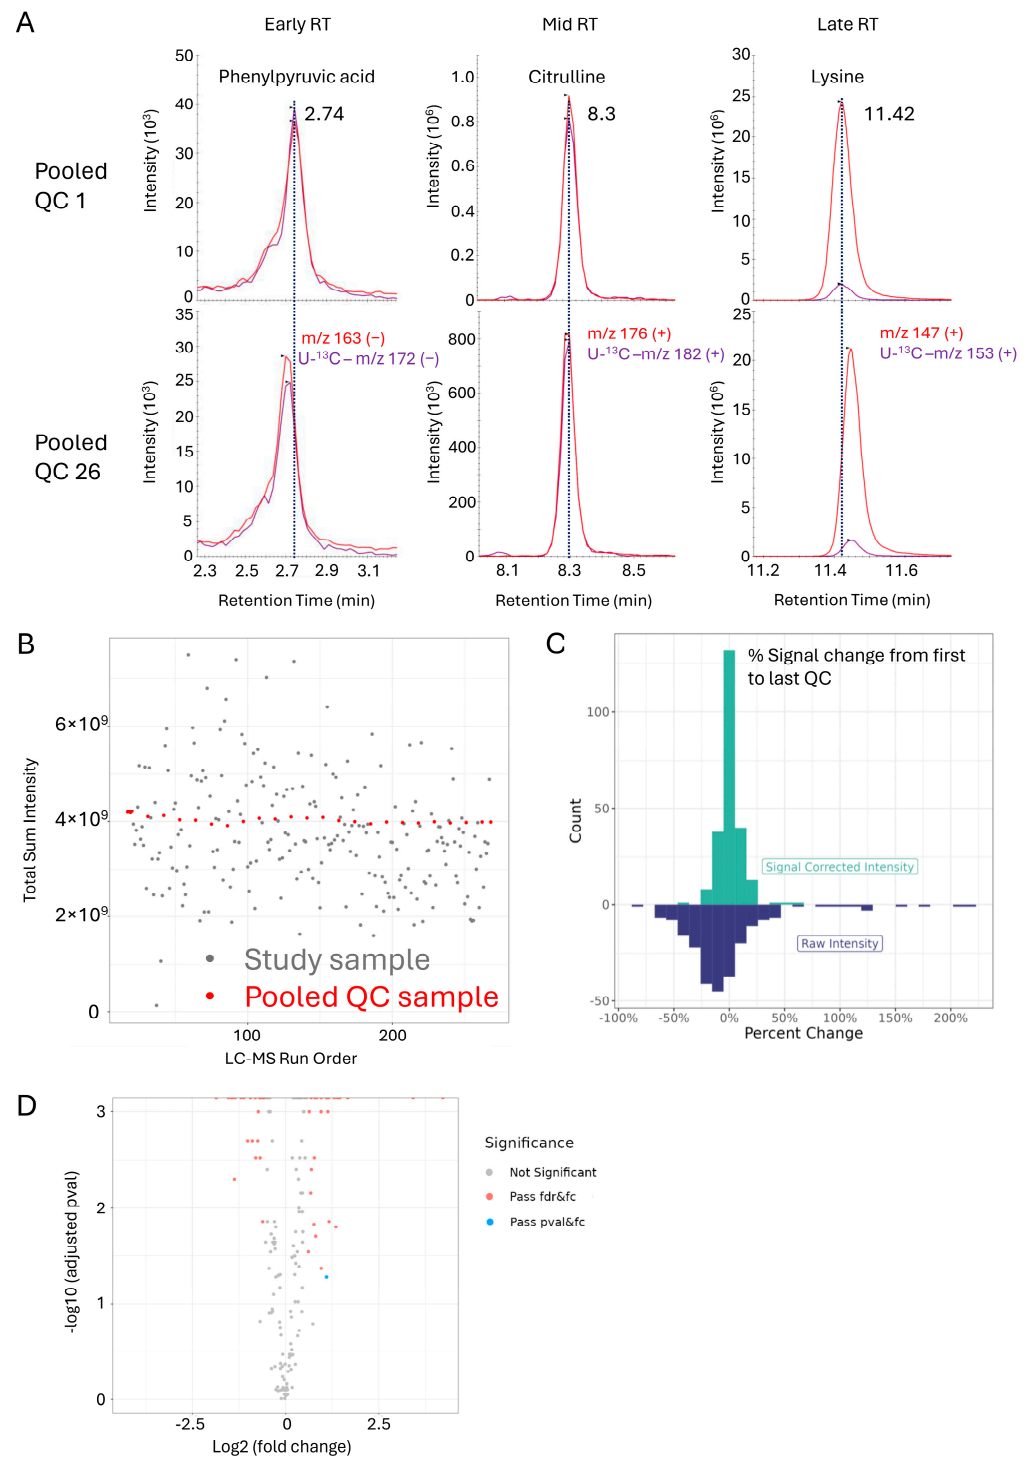 A
Early RT
Mid RT
Late RT
Pooled
QC 1
Phenylpyruvic acid
2.74
Intensity (10³)
50
40
30
20
10
0
Citrulline
8.3
Intensity (10⁶)
1.0
0.8
0.6
0.4
0.2
0
Lysine
11.42
Intensity (10⁶)
30
25
20
15
10
5
0
Pooled
QC 26
m/z 163 (−)
U-¹³C – m/z 172 (−)
Intensity (10³)
35
30
25
20
15
10
5
0
2.3 2.5 2.7 2.9 3.1
Retention Time (min)
m/z 176 (+)
U-¹³C –m/z 182 (+)
Intensity (10³)
800
600
400
200
0
8.1 8.3 8.5
Retention Time (min)
m/z 147 (+)
U-¹³C –m/z 153 (+)
Intensity (10⁶)
25
20
15
10
5
0
11.2 11.4 11.6
Retention Time (min)
B
Total Sum Intensity
6×10⁹
4×10⁹
2×10⁹
0
Study sample
Pooled QC sample
100 200
LC-MS Run Order
C
% Signal change from first
to last QC
Count
100
50
0
-50
Signal Corrected Intensity
Raw Intensity
-100% -50% 0% 50% 100% 150% 200%
Percent Change
D
-log10 (adjusted pval)
3
2
1
0
-2.5 0 2.5
Log2 (fold change)
Significance
Not Significant
Pass fdr&fc
Pass pval&fc